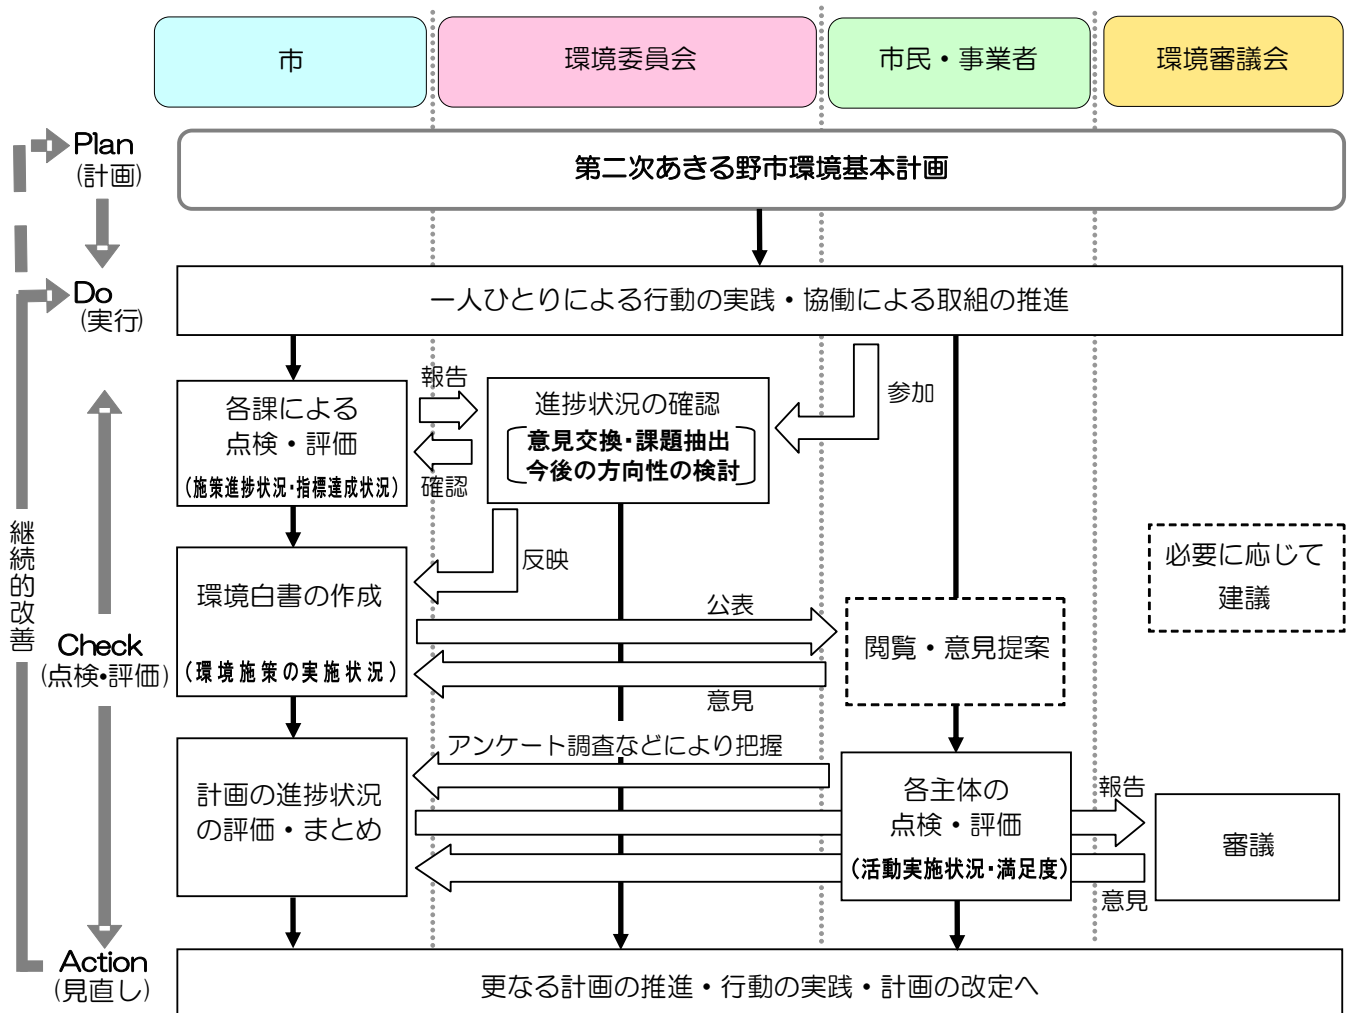 市
環境委員会
市民・事業者
環境審議会
Plan
(計画)
第二次あきる野市環境基本計画
Do
(実行)
一人ひとりによる行動の実践・協働による取組の推進
各課による
点検・評価
(施策進捗状況・指標達成状況)
報告
確認
進捗状況の確認
意見交換・課題抽出
今後の方向性の検討
参加
反映
継続的改善
Check
(点検・評価)
環境白書の作成
(環境施策の実施状況)
公表
意見
閲覧・意見提案
必要に応じて
建議
アンケート調査などにより把握
計画の進捗状況
の評価・まとめ
各主体の
点検・評価
(活動実施状況・満足度)
報告
意見
審議
Action
(見直し)
更なる計画の推進・行動の実践・計画の改定へ